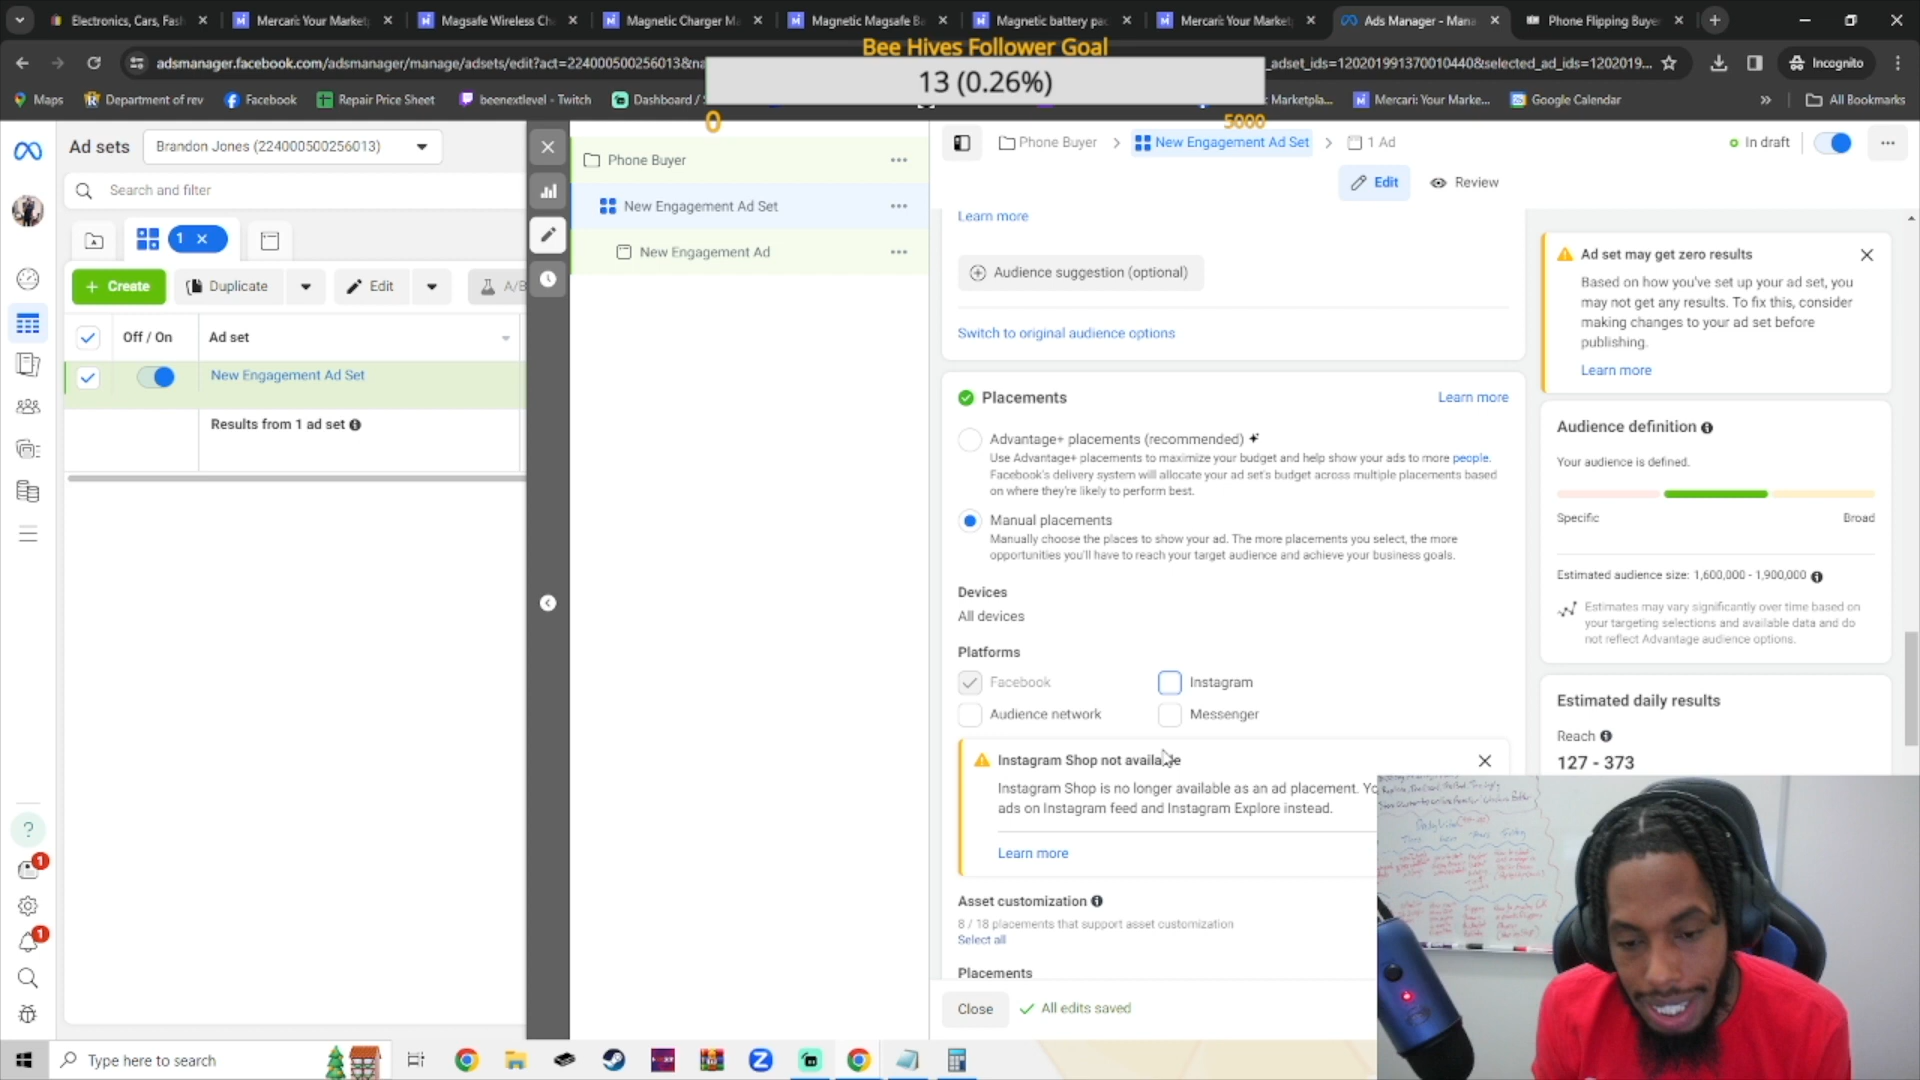 Electronics, Cars, Fash
Mercari: Your Market
Magsafe Wireless Ch
Magnetic Charger M
Magnetic Magsafe B
Magnetic battery pac
Mercari: Your Market
Ads Manager - Mana
Phone Flipping Buye
Bee Hives Follower Goal
adsmanager.facebook.com/adsmanager/manage/adsets/edit?act=224000500256013&na
13 (0.26%)
_adset_ids=120201991370010440&selected_ad_ids=1202019...
Incognito
Maps
Department of rev
Facebook
Repair Price Sheet
beenextlevel - Twitch
Dashboard /
Marketpla...
Mercari: Your Marke...
Google Calendar
All Bookmarks
0
5000
Ad sets
Brandon Jones (224000500256013)
Phone Buyer
Phone Buyer
New Engagement Ad Set
1 Ad
In draft
Search and filter
Edit
Review
New Engagement Ad Set
1
New Engagement Ad
Create
Duplicate
Edit
A/B
Off / On
Ad set
New Engagement Ad Set
Results from 1 ad set
Learn more
Audience suggestion (optional)
Switch to original audience options
Placements
Learn more
Advantage+ placements (recommended)
Use Advantage+ placements to maximize your budget and help show your ads to more people.
Facebook's delivery system will allocate your ad set's budget across multiple placements based
on where they're likely to perform best.
Manual placements
Manually choose the places to show your ad. The more placements you select, the more
opportunities you'll have to reach your target audience and achieve your business goals.
Devices
All devices
Platforms
Facebook
Instagram
Audience network
Messenger
Instagram Shop not available
Instagram Shop is no longer available as an ad placement. Yo
ads on Instagram feed and Instagram Explore instead.
Learn more
Asset customization
8 / 18 placements that support asset customization
Select all
Placements
Close
All edits saved
Ad set may get zero results
Based on how you've set up your ad set, you
may not get any results. To fix this, consider
making changes to your ad set before
publishing.
Learn more
Audience definition
Your audience is defined.
Specific
Broad
Estimated audience size: 1,600,000 - 1,900,000
Estimates may vary significantly over time based on
your targeting selections and available data and do
not reflect Advantage audience options.
Estimated daily results
Reach
127 - 373
1
1
Type here to search